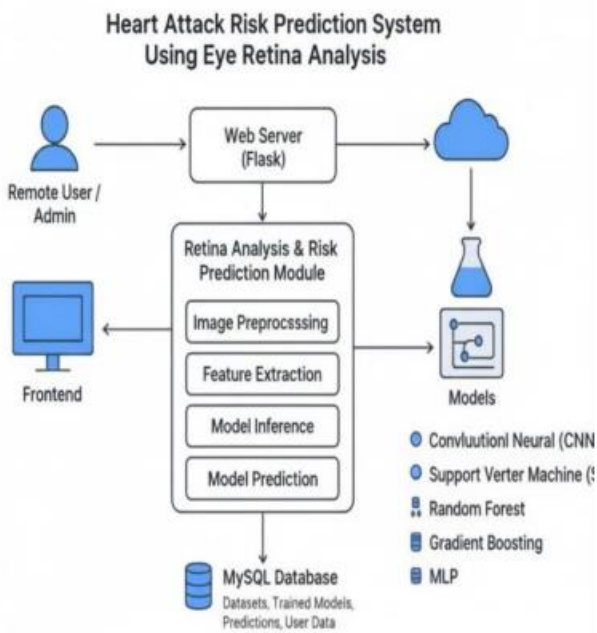 Heart Attack Risk Prediction System
Using Eye Retina Analysis
Remote User /
Admin
Web Server
(Flask)
Retina Analysis & Risk
Prediction Module
Image Preprocsssing
Feature Extraction
Model Inference
Model Prediction
Frontend
Models
Convluutionl Neural (CNN
Support Verter Machine (S
Random Forest
Gradient Boosting
MLP
MySQL Database
Datasets, Trained Models,
Predictions, User Data